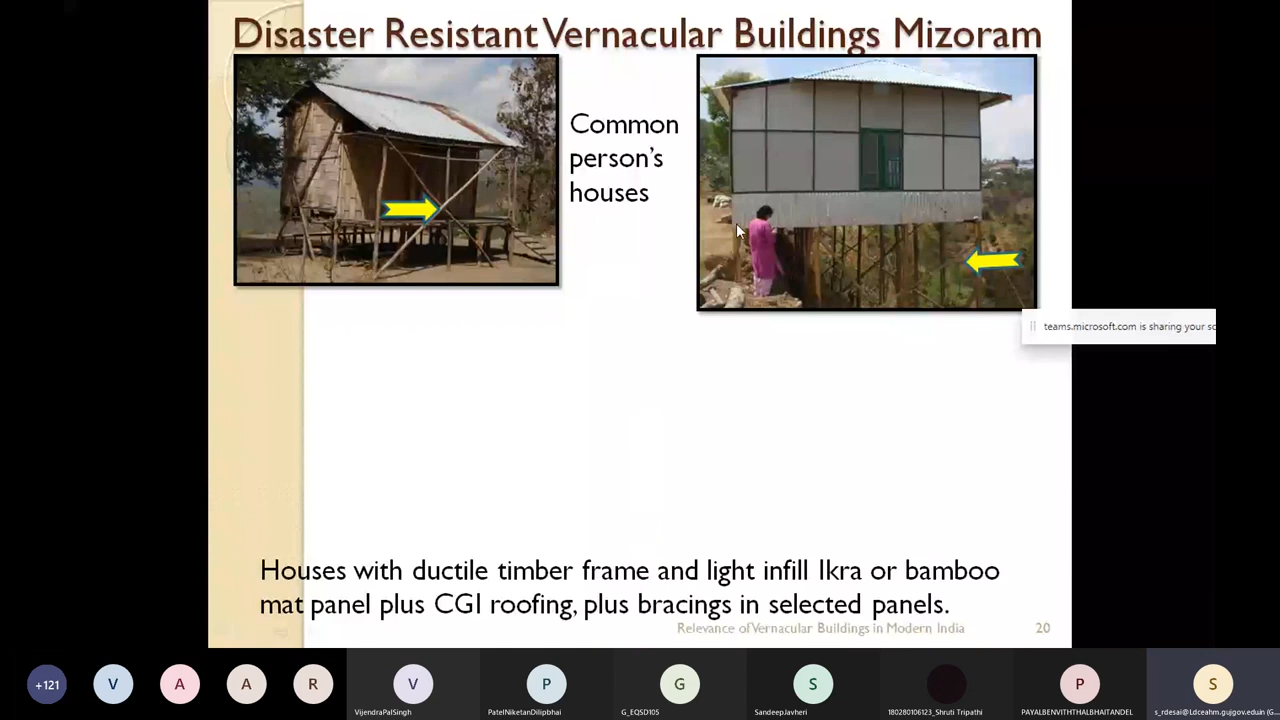 Disaster Resistant Vernacular Buildings Mizoram
Common
person's
houses
teams.microsoft.com is sharing your sc
Houses with ductile timber frame and light infill Ikra or bamboo
mat panel plus CGI roofing, plus bracings in selected panels.
Relevance of Vernacular Buildings in Modern India 20
+121 V A A R V P G S P S
VijendraPalSingh PatelNiketanDilipbhai G_EQSD105 SandeepJavheri 180280106123_Shruti Tripathi PAYALBENVITHTHALBHAITANDEL s_rdesai@Ldceahm.gujgov.eduin (G...